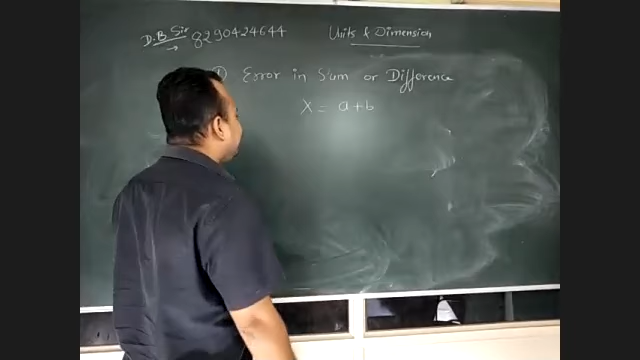 D.B Sir 8290424644
Units & Dimension
① Error in Sum or Difference
X = a + b